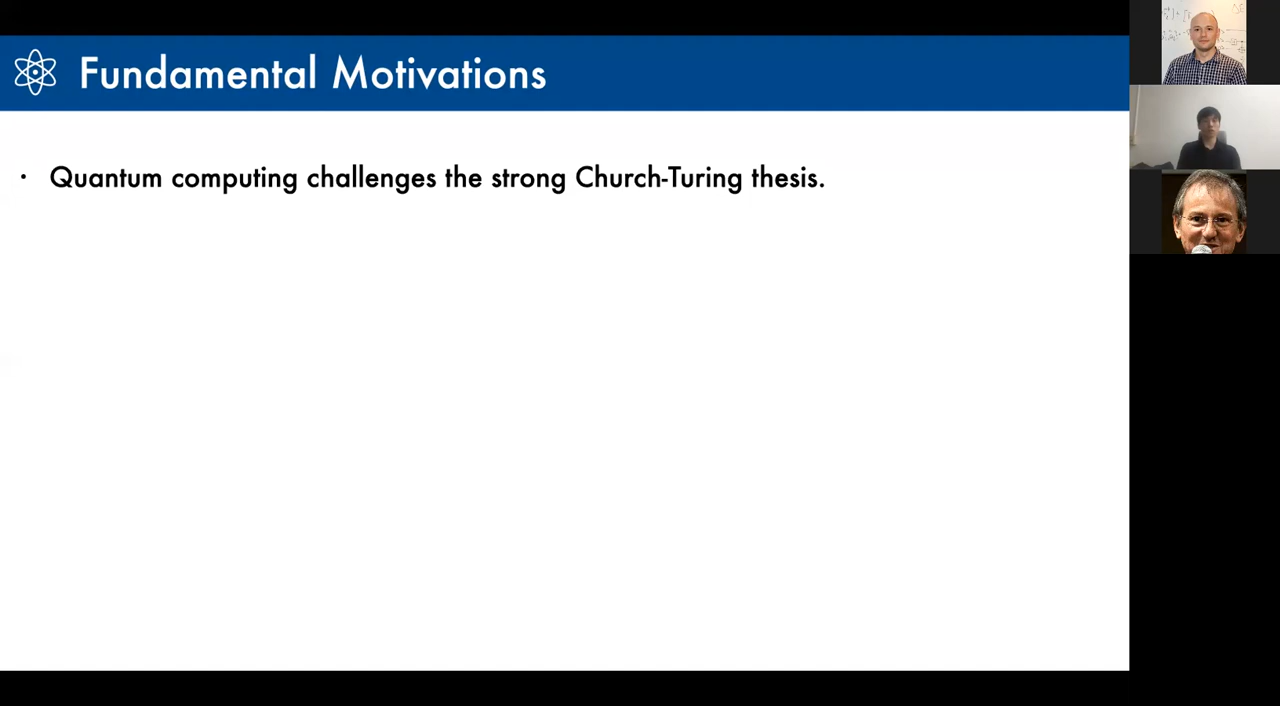 Fundamental Motivations
· Quantum computing challenges the strong Church-Turing thesis.